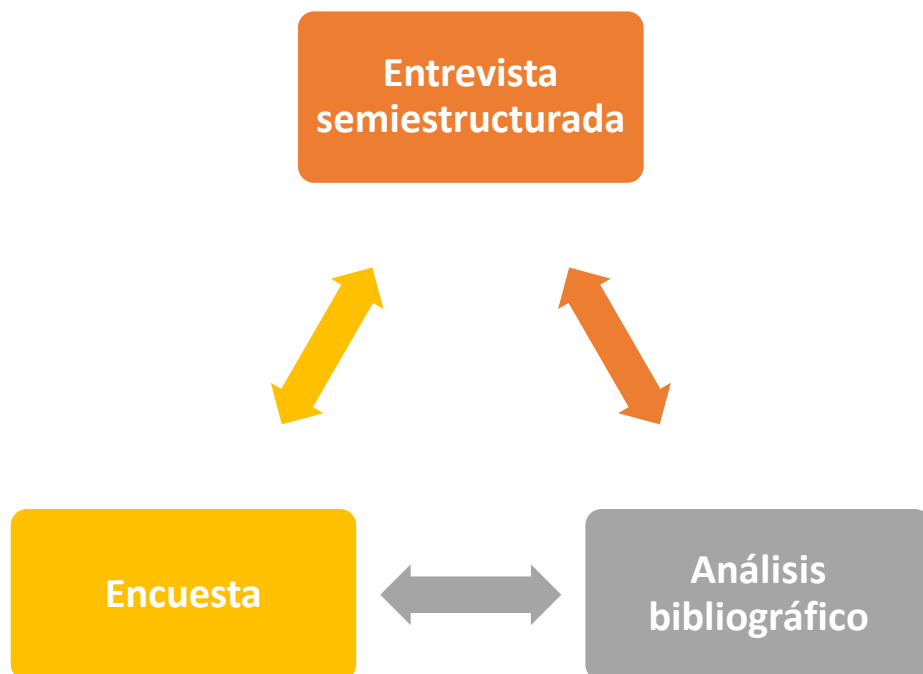 Entrevista
semiestructurada
Encuesta
Análisis
bibliográfico